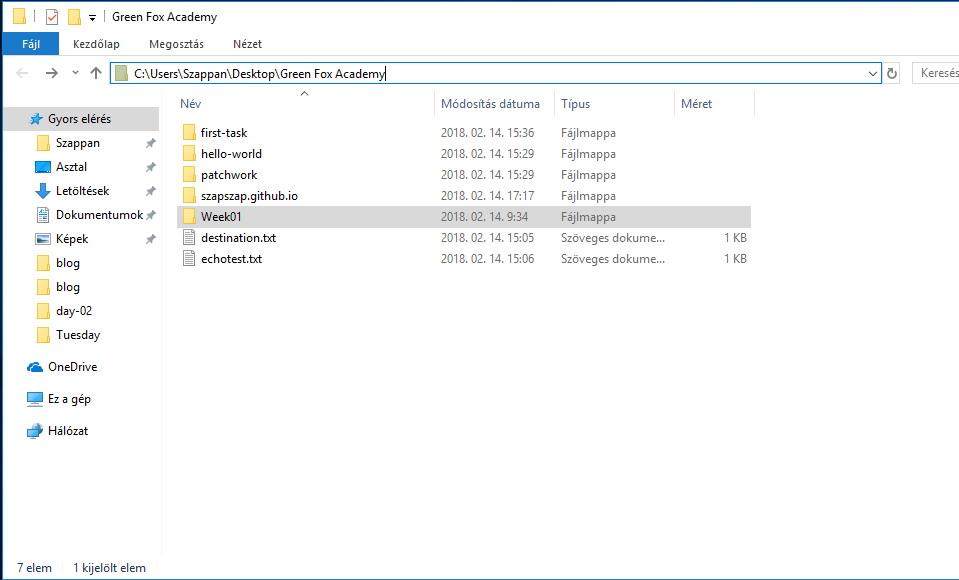 Green Fox Academy
Fájl Kezdőlap Megosztás Nézet
C:\Users\Szappan\Desktop\Green Fox Academy Keresés
Név Módosítás dátuma Típus Méret
Gyors elérés
Szappan
Asztal
Letöltések
Dokumentumok
Képek
blog
blog
day-02
Tuesday
OneDrive
Ez a gép
Hálózat
first-task 2018. 02. 14. 15:36 Fájlmappa
hello-world 2018. 02. 14. 15:29 Fájlmappa
patchwork 2018. 02. 14. 15:29 Fájlmappa
szapszap.github.io 2018. 02. 14. 17:17 Fájlmappa
Week01 2018. 02. 14. 9:34 Fájlmappa
destination.txt 2018. 02. 14. 15:05 Szöveges dokume... 1 KB
echotest.txt 2018. 02. 14. 15:06 Szöveges dokume... 1 KB
7 elem 1 kijelölt elem